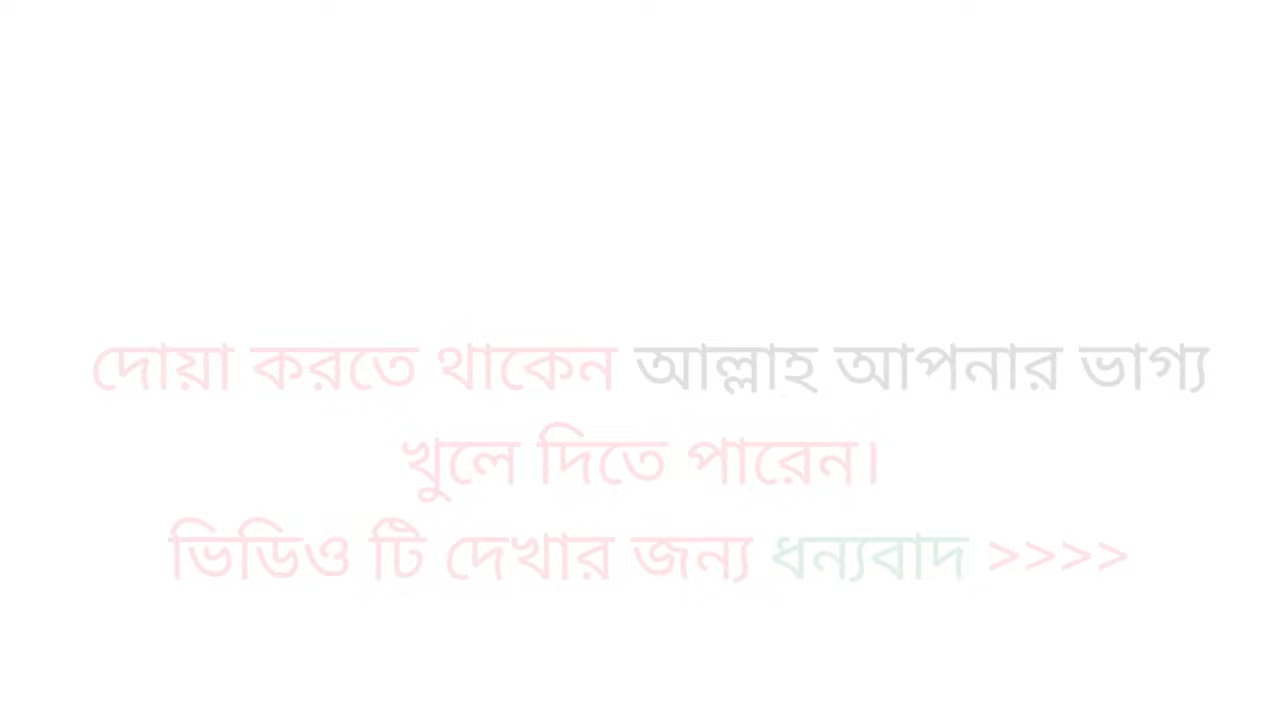 দোয়া করতে থাকেন আল্লাহ আপনার ভাগ্য
খুলে দিতে পারেন।
ভিডিও টি দেখার জন্য ধন্যবাদ >>>>